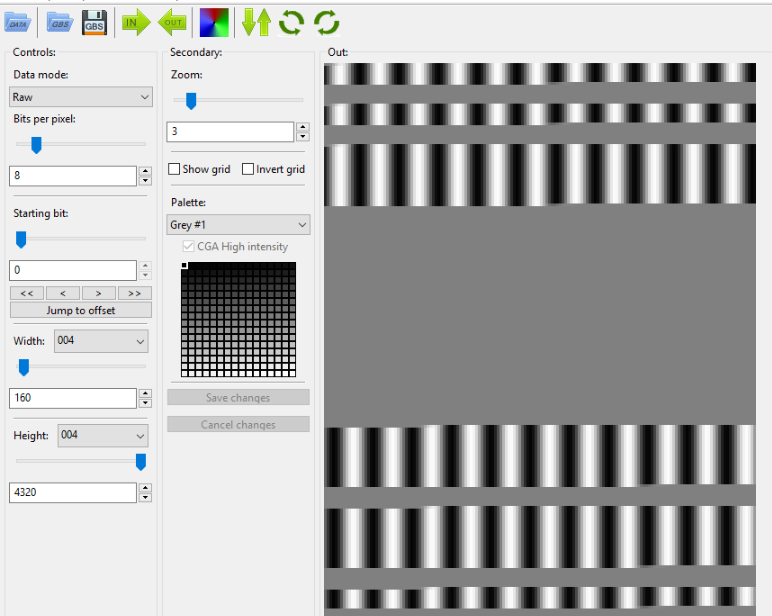 DATA GBS GBS IN OUT
Controls:
Data mode:
Raw
Bits per pixel:
8
Starting bit:
0
<< < > >>
Jump to offset
Width: 004
160
Height: 004
4320
Secondary:
Zoom:
3
Show grid Invert grid
Palette:
Grey #1
CGA High intensity
Save changes
Cancel changes
Out: